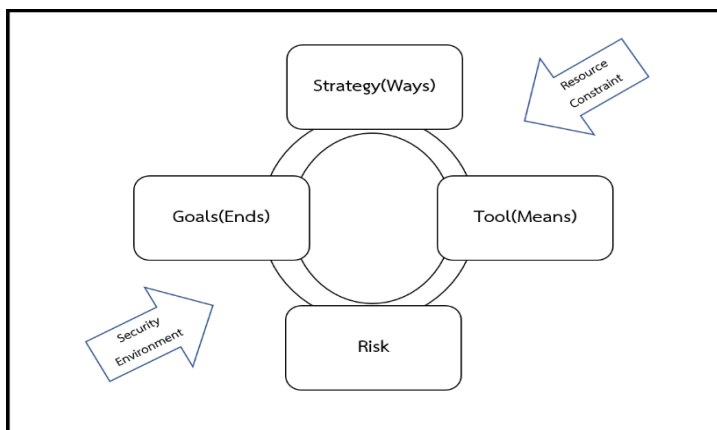 Strategy(Ways)
Resource
Constraint
Goals(Ends)
Tool(Means)
Security
Environment
Risk